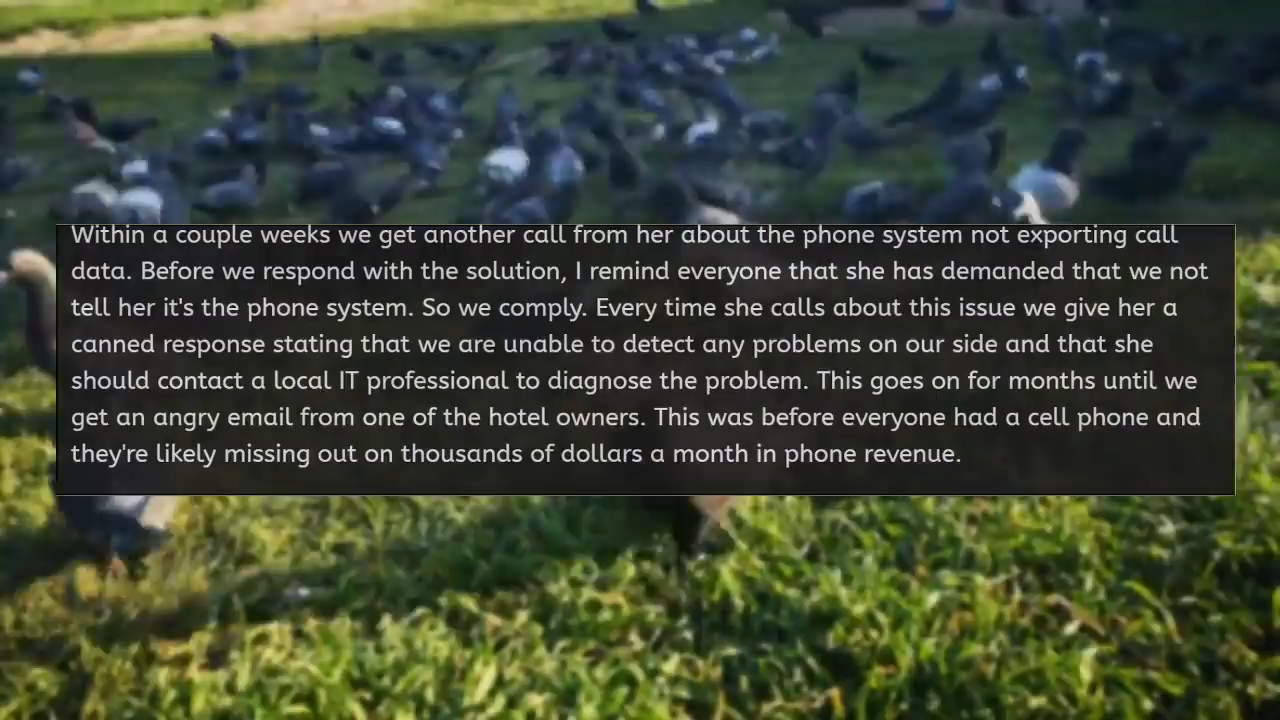 Within a couple weeks we get another call from her about the phone system not exporting call
data. Before we respond with the solution, I remind everyone that she has demanded that we not
tell her it's the phone system. So we comply. Every time she calls about this issue we give her a
canned response stating that we are unable to detect any problems on our side and that she
should contact a local IT professional to diagnose the problem. This goes on for months until we
get an angry email from one of the hotel owners. This was before everyone had a cell phone and
they're likely missing out on thousands of dollars a month in phone revenue.